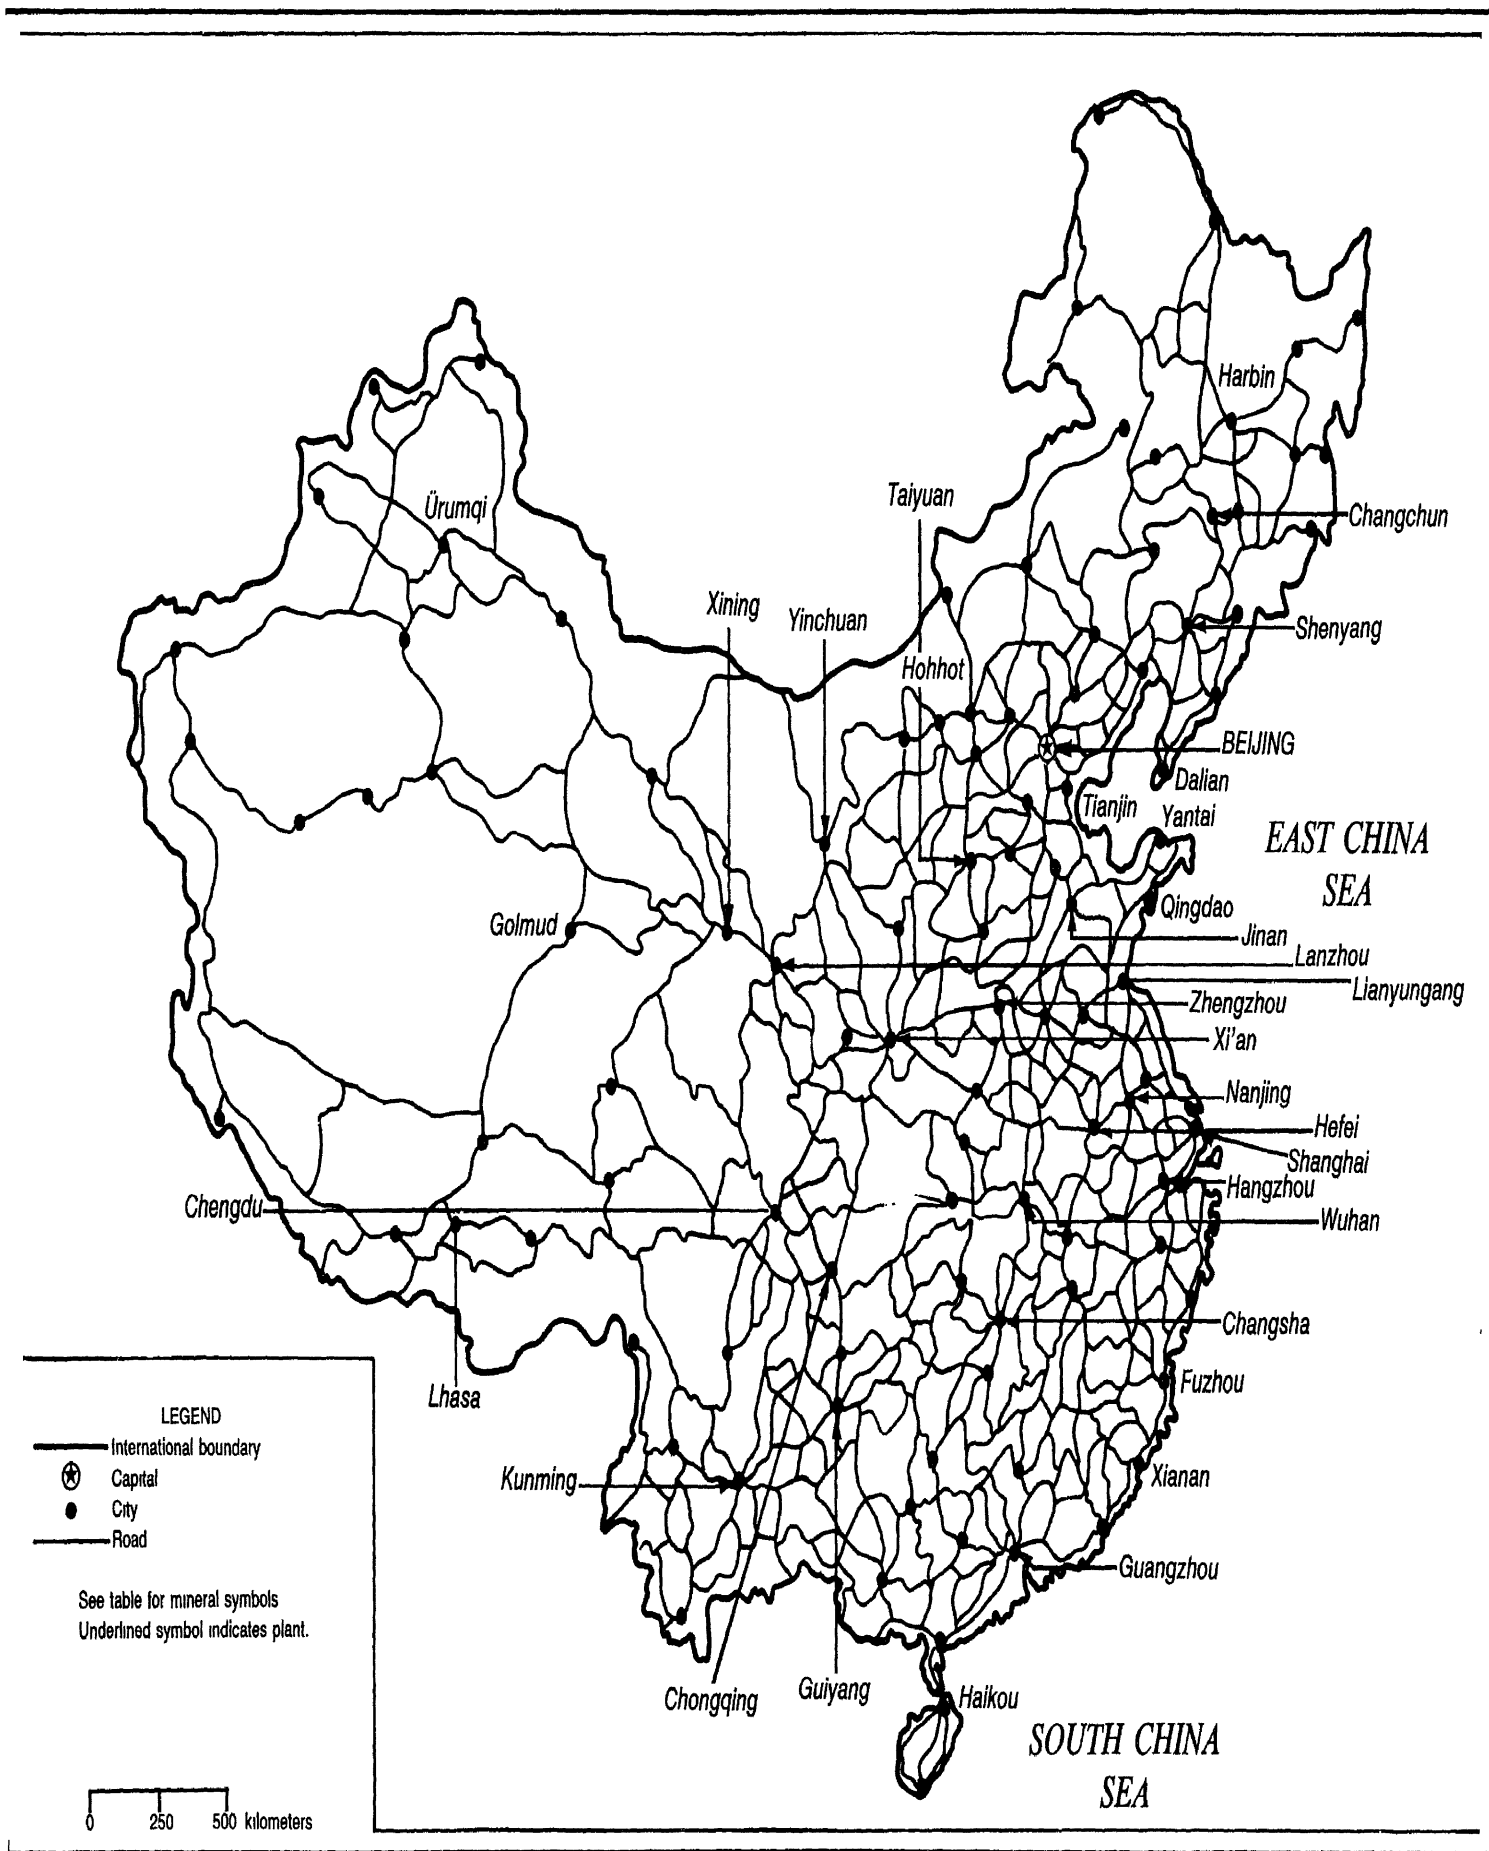 Harbin
Ürumqi
Taiyuan
Changchun
Xining
Yinchuan
Shenyang
Hohhot
BEIJING
Dalian
Tianjin
Yantai
EAST CHINA
SEA
Golmud
Qingdao
Jinan
Lanzhou
Lianyungang
Zhengzhou
Xi'an
Nanjing
Hefei
Shanghai
Hangzhou
Chengdu
Wuhan
Changsha
Fuzhou
Lhasa
Kunming
Xianan
Guangzhou
Chongqing
Guiyang
Haikou
SOUTH CHINA
SEA
LEGEND
International boundary
Capital
City
Road
See table for mineral symbols
Underlined symbol indicates plant.
0 250 500 kilometers